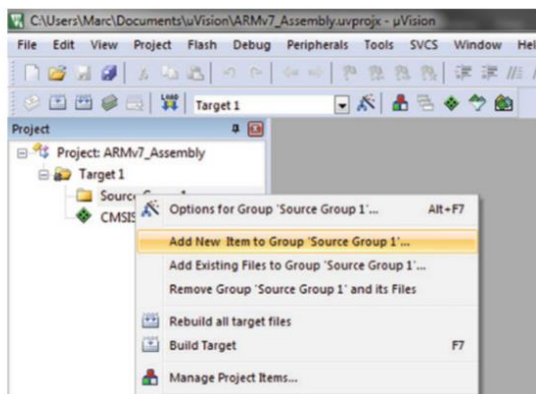 C:\Users\Marc\Documents\uVision\ARMv7_Assembly.uvprojx - µVision
File Edit View Project Flash Debug Peripherals Tools SVCS Window Hel
LOAD Target 1
Project
Project: ARMv7_Assembly
Target 1
CMSIS
Options for Group 'Source Group 1'... Alt+F7
Add New Item to Group 'Source Group 1'...
Add Existing Files to Group 'Source Group 1'...
Remove Group 'Source Group 1' and its Files
Rebuild all target files
Build Target F7
Manage Project Items...